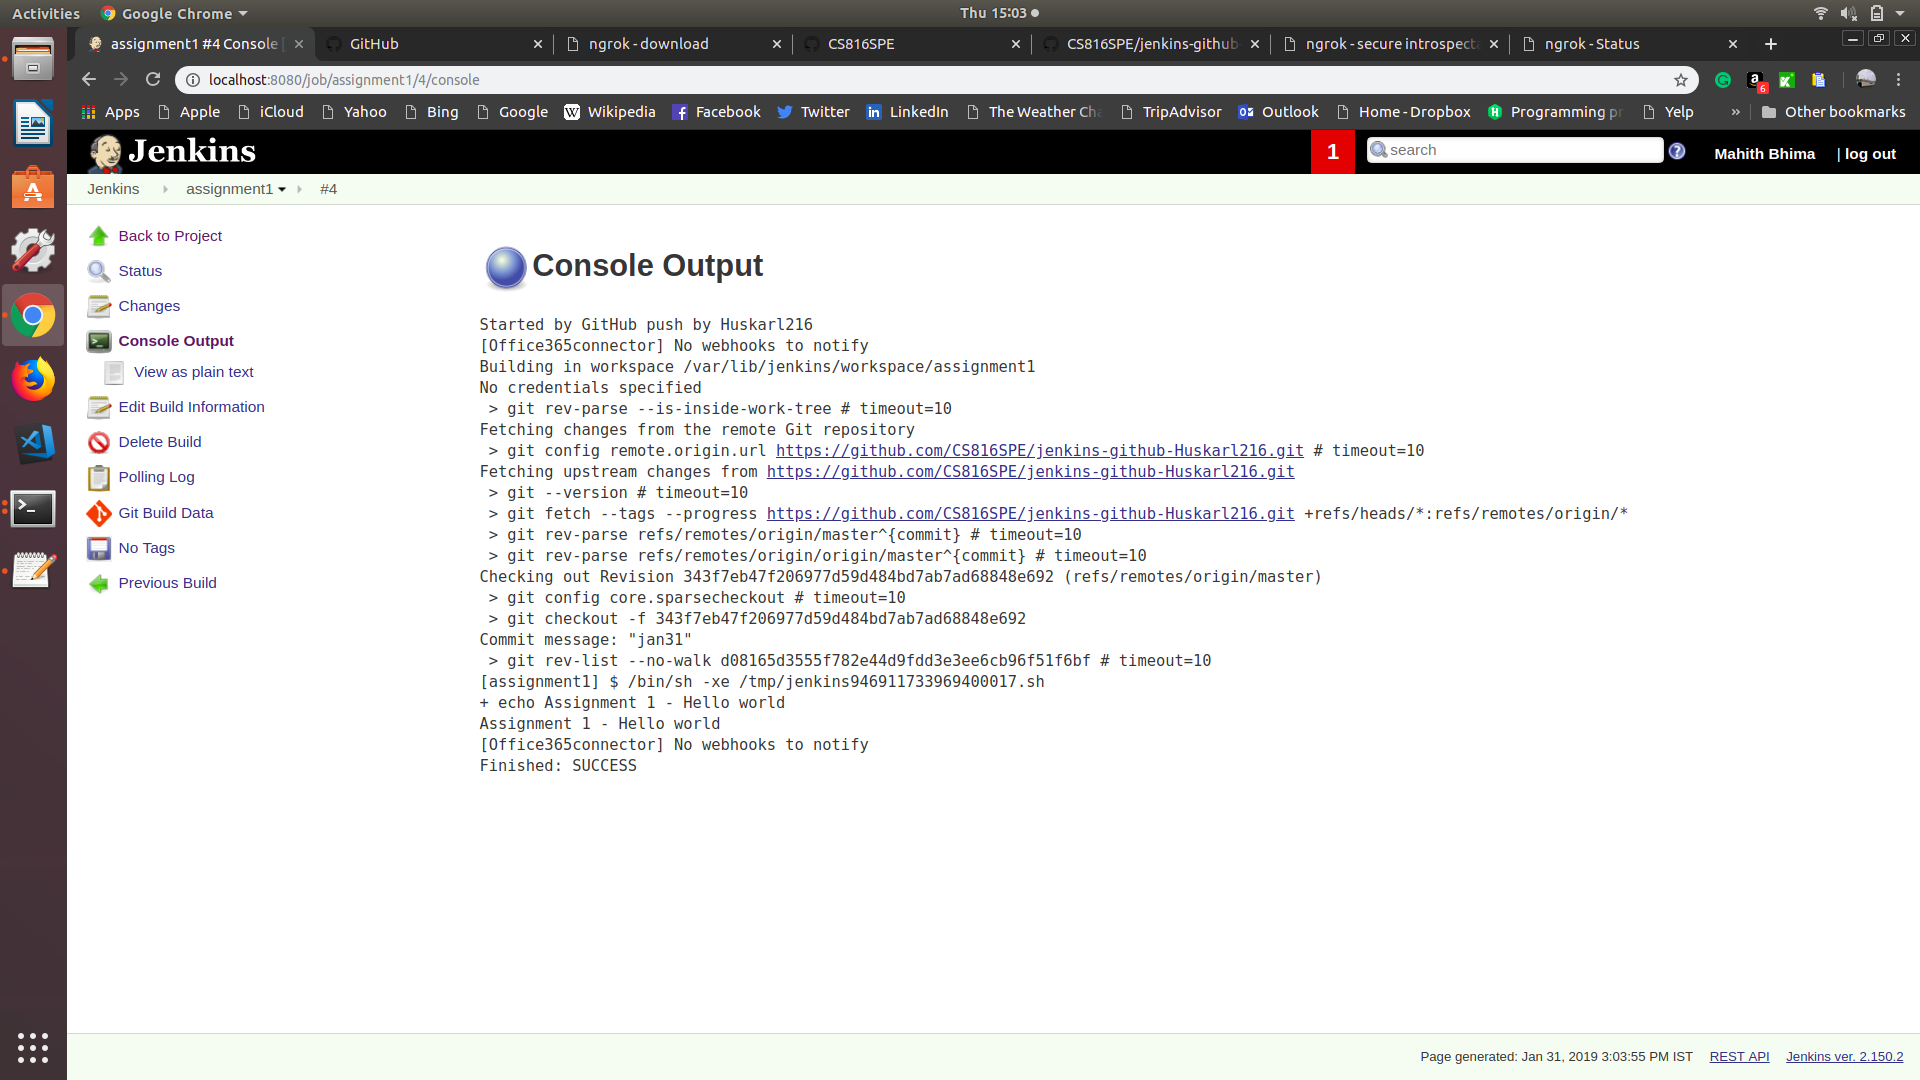 Activities Google Chrome Thu 15:03
assignment1 #4 Console [ GitHub ngrok - download CS816SPE CS816SPE/jenkins-github- ngrok - secure introspect ngrok - Status
localhost:8080/job/assignment1/4/console
6
Apps Apple iCloud Yahoo Bing Google Wikipedia Facebook Twitter LinkedIn The Weather Ch TripAdvisor Outlook Home - Dropbox Programming pr Yelp » Other bookmarks
Jenkins 1 search Mahith Bhima | log out
Jenkins assignment1 #4
Back to Project
Status
Changes
Console Output
View as plain text
Edit Build Information
Delete Build
Polling Log
Git Build Data
No Tags
Previous Build
Console Output
Started by GitHub push by Huskarl216
[Office365connector] No webhooks to notify
Building in workspace /var/lib/jenkins/workspace/assignment1
No credentials specified
> git rev-parse --is-inside-work-tree # timeout=10
Fetching changes from the remote Git repository
> git config remote.origin.url https://github.com/CS816SPE/jenkins-github-Huskarl216.git # timeout=10
Fetching upstream changes from https://github.com/CS816SPE/jenkins-github-Huskarl216.git
> git --version # timeout=10
> git fetch --tags --progress https://github.com/CS816SPE/jenkins-github-Huskarl216.git +refs/heads/*:refs/remotes/origin/*
> git rev-parse refs/remotes/origin/master^{commit} # timeout=10
> git rev-parse refs/remotes/origin/origin/master^{commit} # timeout=10
Checking out Revision 343f7eb47f206977d59d484bd7ab7ad68848e692 (refs/remotes/origin/master)
> git config core.sparsecheckout # timeout=10
> git checkout -f 343f7eb47f206977d59d484bd7ab7ad68848e692
Commit message: "jan31"
> git rev-list --no-walk d08165d3555f782e44d9fdd3e3ee6cb96f51f6bf # timeout=10
[assignment1] $ /bin/sh -xe /tmp/jenkins946911733969400017.sh
+ echo Assignment 1 - Hello world
Assignment 1 - Hello world
[Office365connector] No webhooks to notify
Finished: SUCCESS
Page generated: Jan 31, 2019 3:03:55 PM IST REST API Jenkins ver. 2.150.2